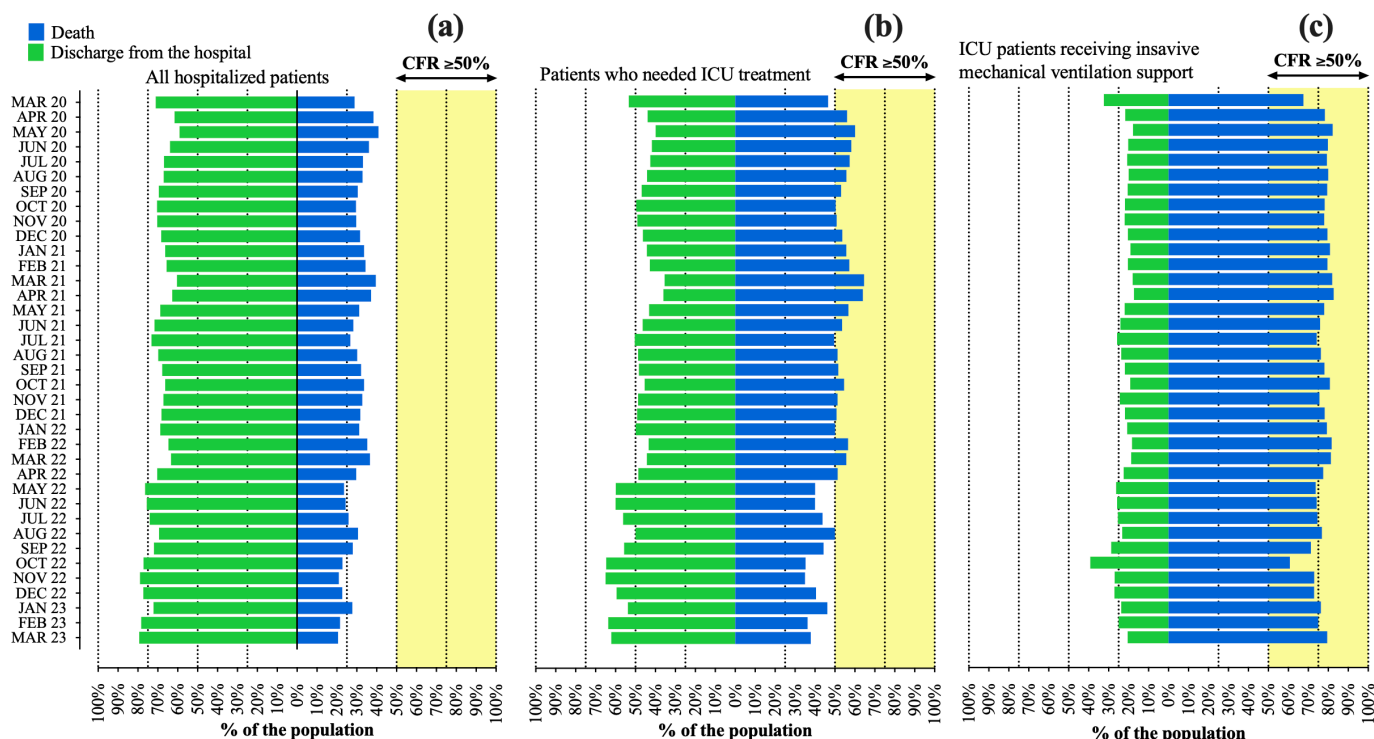 (a)
(b)
(c)
Death
Discharge from the hospital
All hospitalized patients
CFR ≥50%
Patients who needed ICU treatment
CFR ≥50%
ICU patients receiving insavive
mechanical ventilation support
CFR ≥50%
MAR 20
APR 20
MAY 20
JUN 20
JUL 20
AUG 20
SEP 20
OCT 20
NOV 20
DEC 20
JAN 21
FEB 21
MAR 21
APR 21
MAY 21
JUN 21
JUL 21
AUG 21
SEP 21
OCT 21
NOV 21
DEC 21
JAN 22
FEB 22
MAR 22
APR 22
MAY 22
JUN 22
JUL 22
AUG 22
SEP 22
OCT 22
NOV 22
DEC 22
JAN 23
FEB 23
MAR 23
100% 90% 80% 70% 60% 50% 40% 30% 20% 10% 0% 10% 20% 30% 40% 50% 60% 70% 80% 90% 100%
% of the population
100% 90% 80% 70% 60% 50% 40% 30% 20% 10% 0% 10% 20% 30% 40% 50% 60% 70% 80% 90% 100%
% of the population
100% 90% 80% 70% 60% 50% 40% 30% 20% 10% 0% 10% 20% 30% 40% 50% 60% 70% 80% 90% 100%
% of the population